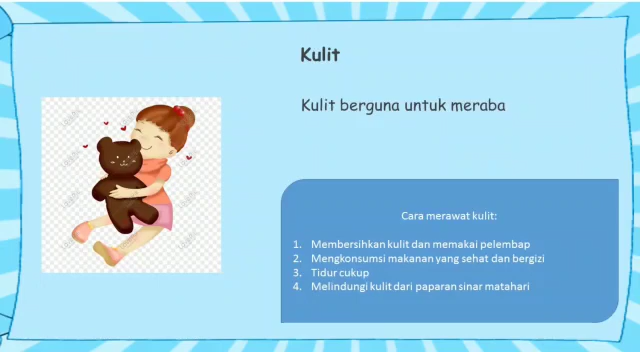 Kulit
Kulit berguna untuk meraba
Cara merawat kulit:
1. Membersihkan kulit dan memakai pelembap
2. Mengkonsumsi makanan yang sehat dan bergizi
3. Tidur cukup
4. Melindungi kulit dari paparan sinar matahari